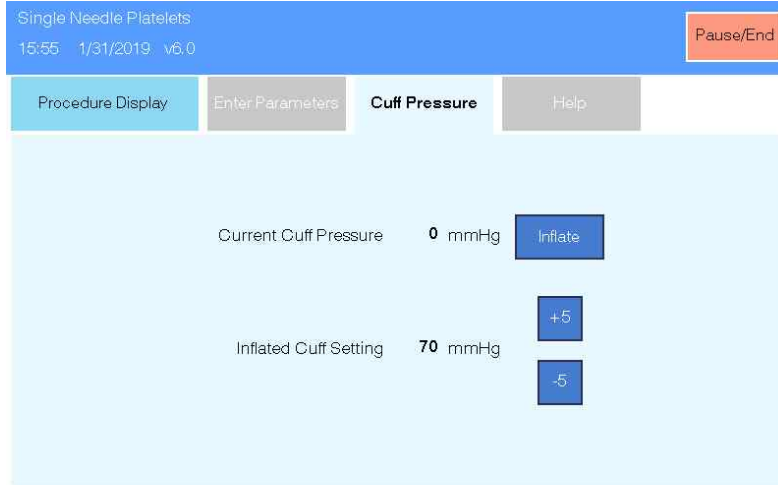 Single Needle Platelets
15:55 1/31/2019 v6.0
Pause/End
Procedure Display
Enter Parameters
Cuff Pressure
Help
Current Cuff Pressure 0 mmHg Inflate
+5
Inflated Cuff Setting 70 mmHg
-5